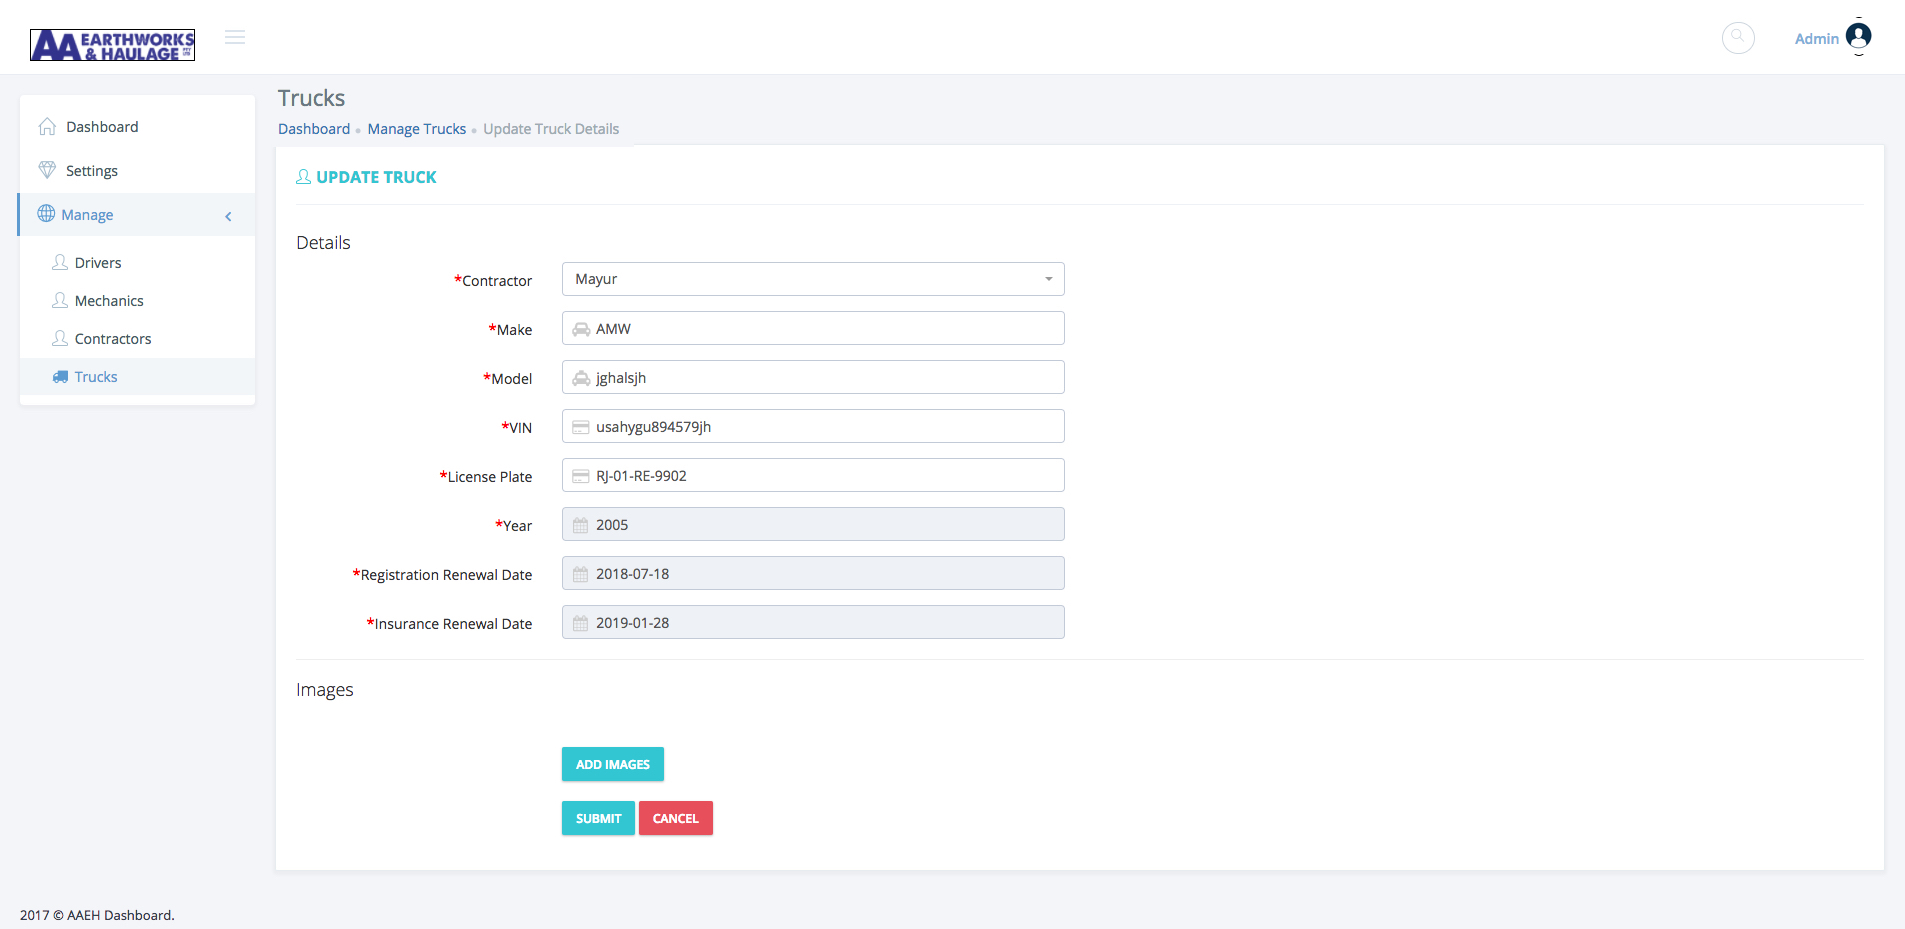 AA EARTHWORKS
& HAULAGE PTY LTD
Admin
Dashboard
Settings
Manage
Drivers
Mechanics
Contractors
Trucks
Trucks
Dashboard Manage Trucks Update Truck Details
UPDATE TRUCK
Details
*Contractor Mayur
*Make AMW
*Model jghalsjh
*VIN usahygu894579jh
*License Plate RJ-01-RE-9902
*Year 2005
*Registration Renewal Date 2018-07-18
*Insurance Renewal Date 2019-01-28
Images
ADD IMAGES
SUBMIT CANCEL
2017 © AAEH Dashboard.